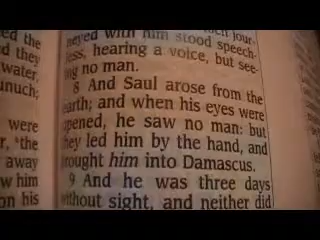 ed the
d they
water,
unuch;
were
r, ᵃthe
away
w him
on his
neyed with him stood speech-
less, hearing a voice, but see-
ing no man.
8 And Saul arose from the
earth; and when his eyes were
opened, he saw no man: but
they led him by the hand, and
brought him into Damascus.
9 And he was three days
without sight, and neither did